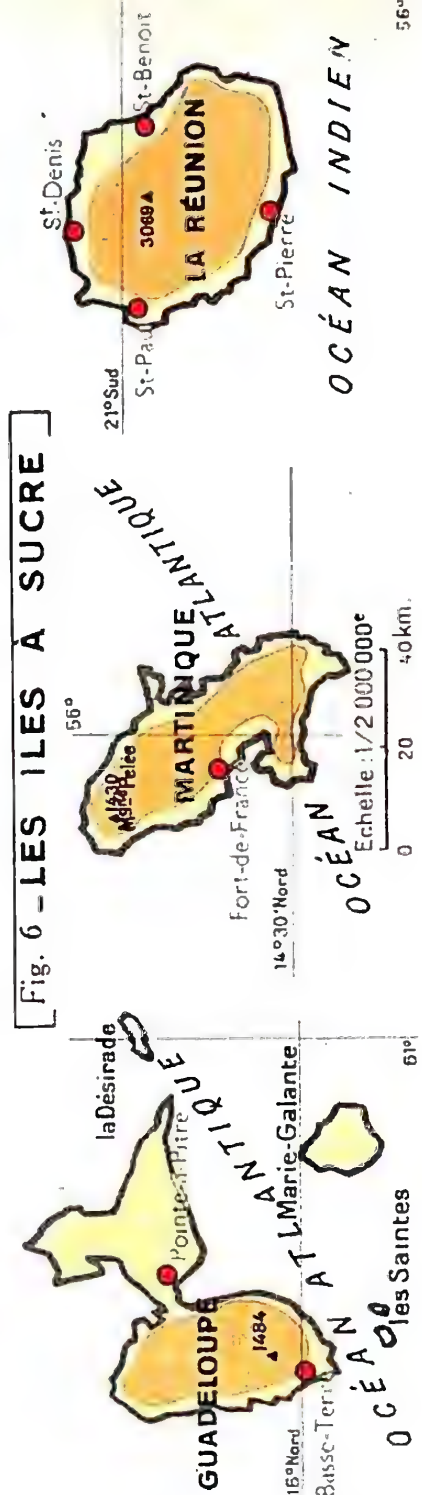 Fig. 6 - LES ILES A SUCRE
GUADELOUPE
la Désirade
Pointe-à-Pitre
1484
16°Nord
Basse-Terre
Marie-Galante
les Saintes
OCÉAN ATLANTIQUE
61°
56°
1430
Mgne Pelée
MARTINIQUE
Fort-de-France
14°30'Nord
OCÉAN ATLANTIQUE
Echelle : 1/2 000 000e
0 20 40 km.
St-Denis
St-Benoit
21°Sud
St-Paul
3069
LA RÉUNION
St-Pierre
OCÉAN INDIEN
56°